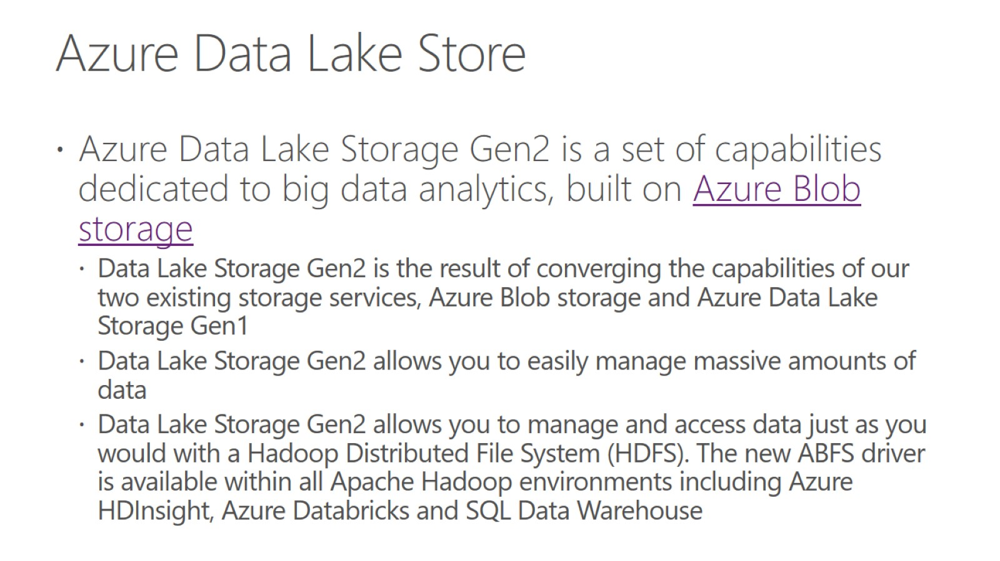 Azure Data Lake Store
• Azure Data Lake Storage Gen2 is a set of capabilities
dedicated to big data analytics, built on Azure Blob
storage
• Data Lake Storage Gen2 is the result of converging the capabilities of our
two existing storage services, Azure Blob storage and Azure Data Lake
Storage Gen1
• Data Lake Storage Gen2 allows you to easily manage massive amounts of
data
• Data Lake Storage Gen2 allows you to manage and access data just as you
would with a Hadoop Distributed File System (HDFS). The new ABFS driver
is available within all Apache Hadoop environments including Azure
HDInsight, Azure Databricks and SQL Data Warehouse